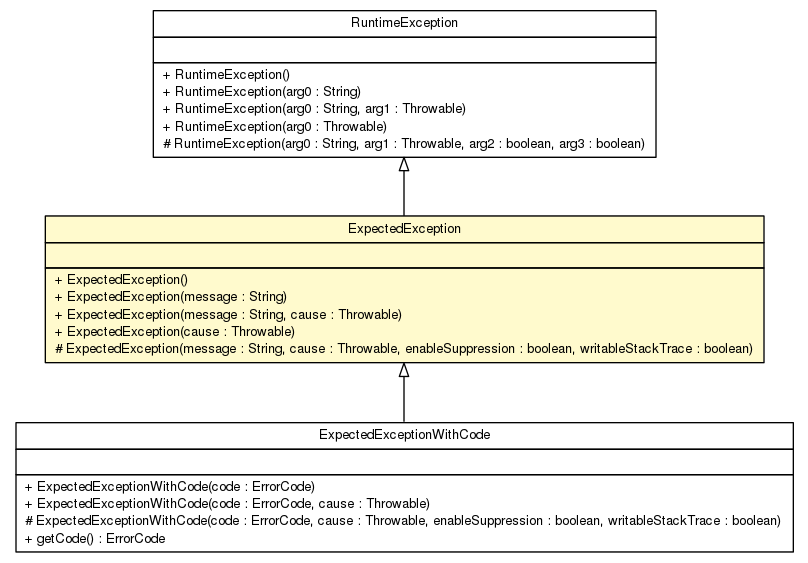 RuntimeException
+ RuntimeException()
+ RuntimeException(arg0 : String)
+ RuntimeException(arg0 : String, arg1 : Throwable)
+ RuntimeException(arg0 : Throwable)
# RuntimeException(arg0 : String, arg1 : Throwable, arg2 : boolean, arg3 : boolean)
ExpectedException
+ ExpectedException()
+ ExpectedException(message : String)
+ ExpectedException(message : String, cause : Throwable)
+ ExpectedException(cause : Throwable)
# ExpectedException(message : String, cause : Throwable, enableSuppression : boolean, writableStackTrace : boolean)
ExpectedExceptionWithCode
+ ExpectedExceptionWithCode(code : ErrorCode)
+ ExpectedExceptionWithCode(code : ErrorCode, cause : Throwable)
# ExpectedExceptionWithCode(code : ErrorCode, cause : Throwable, enableSuppression : boolean, writableStackTrace : boolean)
+ getCode() : ErrorCode